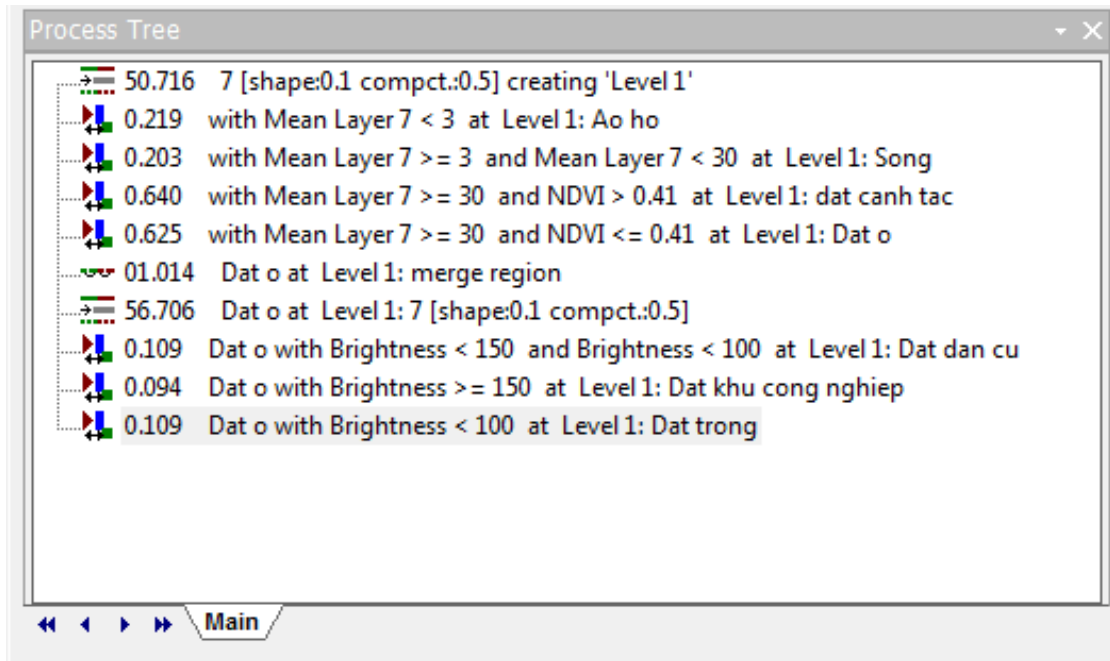 Process Tree
50.716 7 [shape:0.1 compct.:0.5] creating 'Level 1'
0.219 with Mean Layer 7 < 3 at Level 1: Ao ho
0.203 with Mean Layer 7 >= 3 and Mean Layer 7 < 30 at Level 1: Song
0.640 with Mean Layer 7 >= 30 and NDVI > 0.41 at Level 1: dat canh tac
0.625 with Mean Layer 7 >= 30 and NDVI <= 0.41 at Level 1: Dat o
01.014 Dat o at Level 1: merge region
56.706 Dat o at Level 1: 7 [shape:0.1 compct.:0.5]
0.109 Dat o with Brightness < 150 and Brightness < 100 at Level 1: Dat dan cu
0.094 Dat o with Brightness >= 150 at Level 1: Dat khu cong nghiep
0.109 Dat o with Brightness < 100 at Level 1: Dat trong
Main